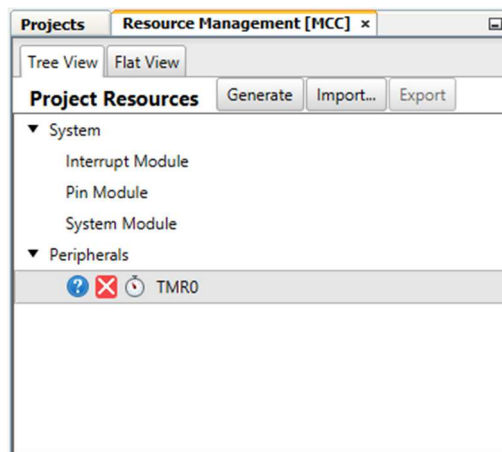 Projects Resource Management [MCC] ×
Tree View Flat View
Project Resources Generate Import... Export
▼ System
Interrupt Module
Pin Module
System Module
▼ Peripherals
? TMR0